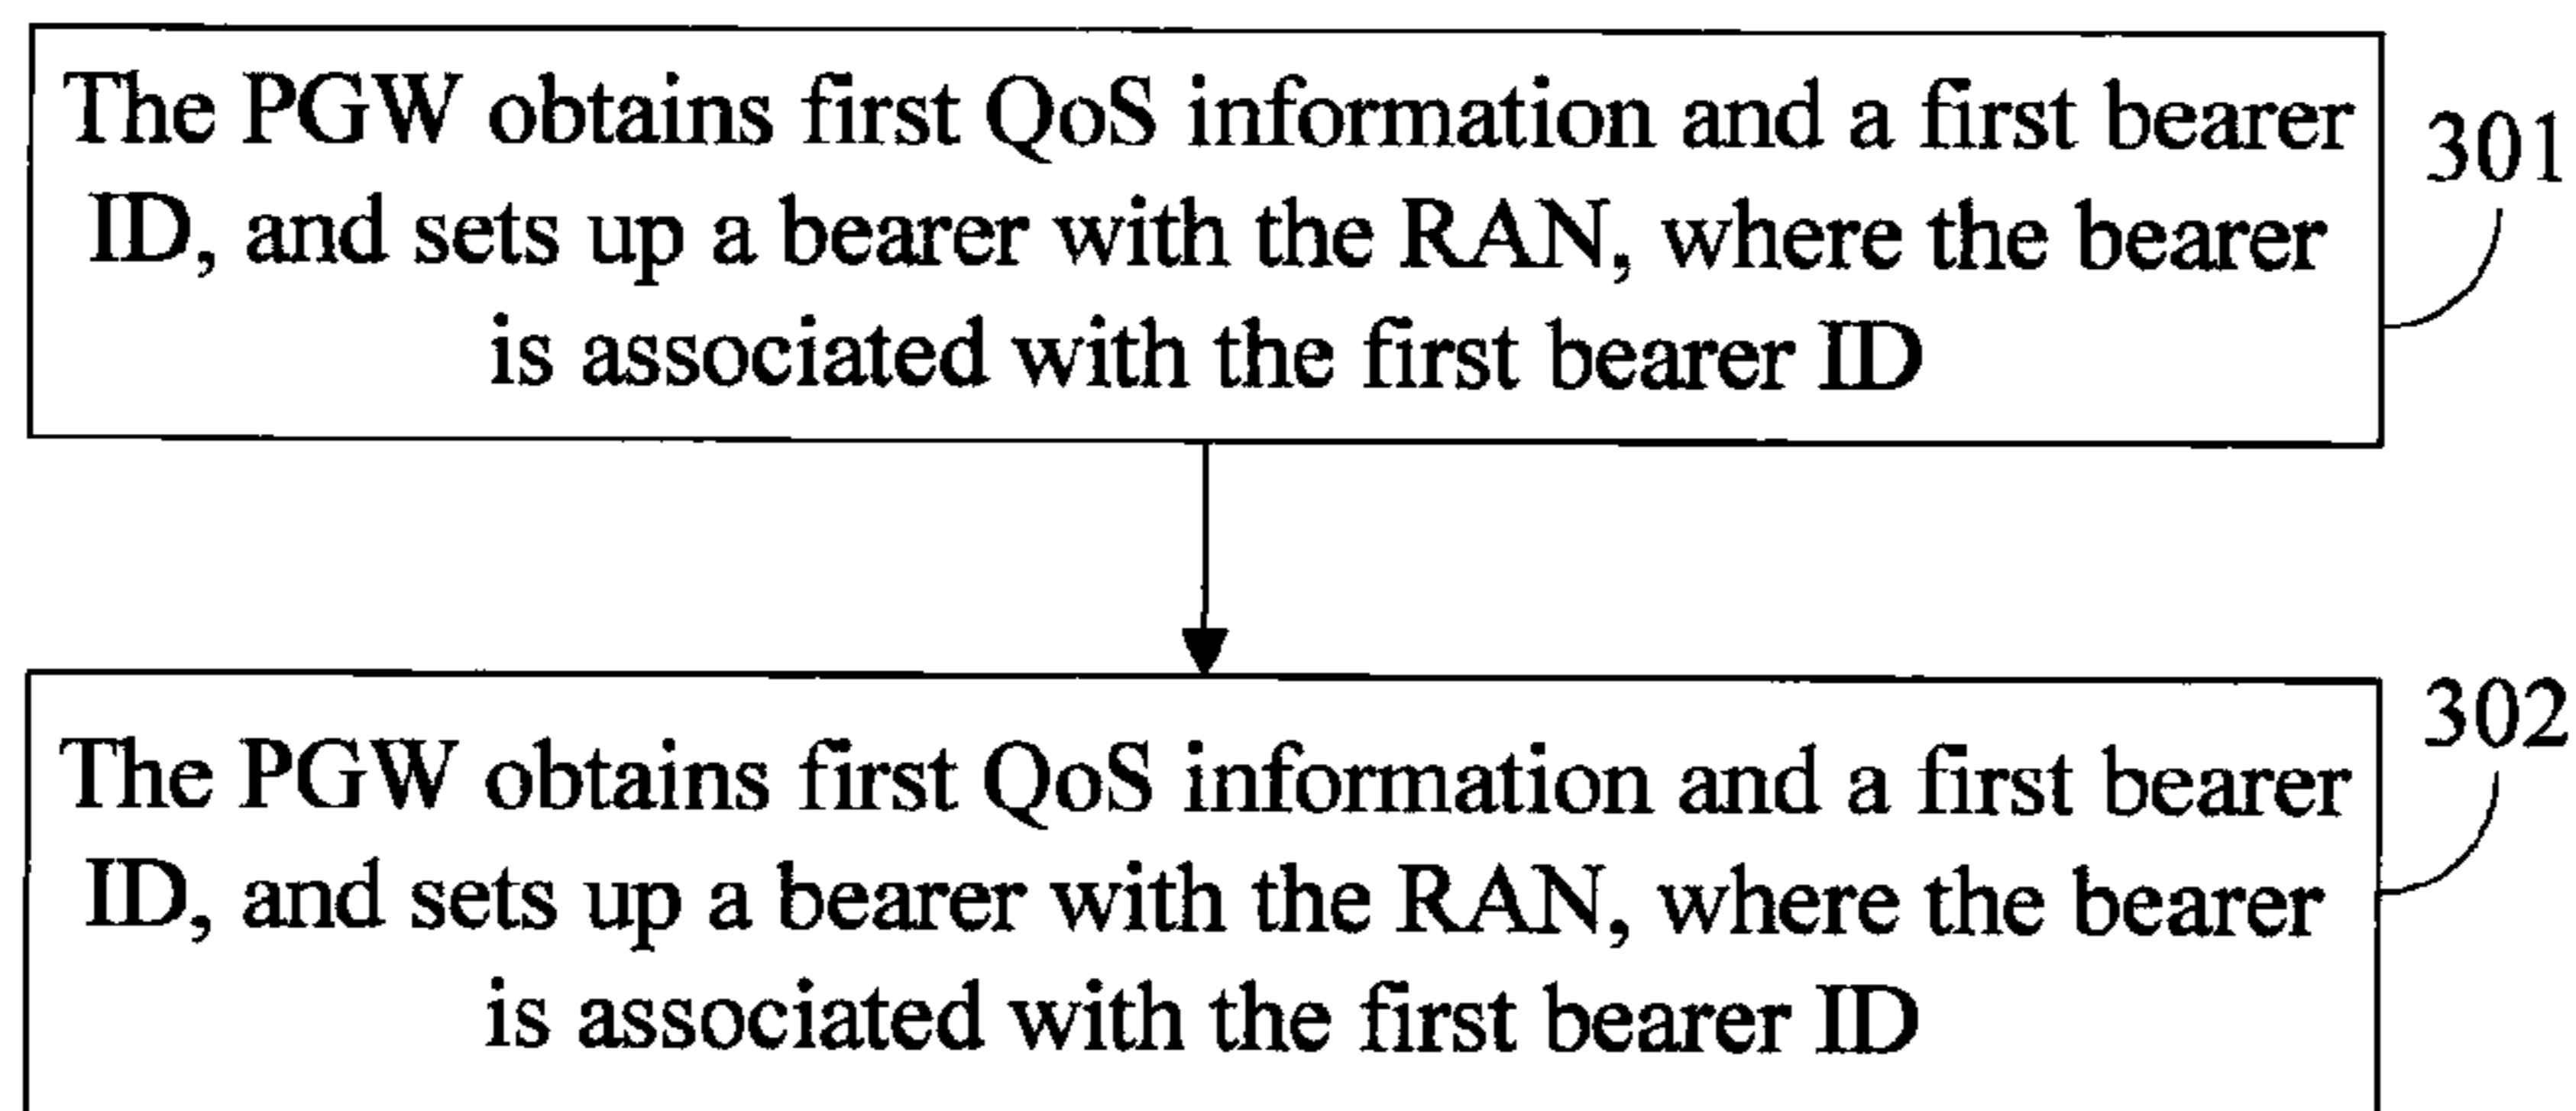 The PGW obtains first QoS information and a first bearer
ID, and sets up a bearer with the RAN, where the bearer
is associated with the first bearer ID
301
The PGW obtains first QoS information and a first bearer
ID, and sets up a bearer with the RAN, where the bearer
is associated with the first bearer ID
302